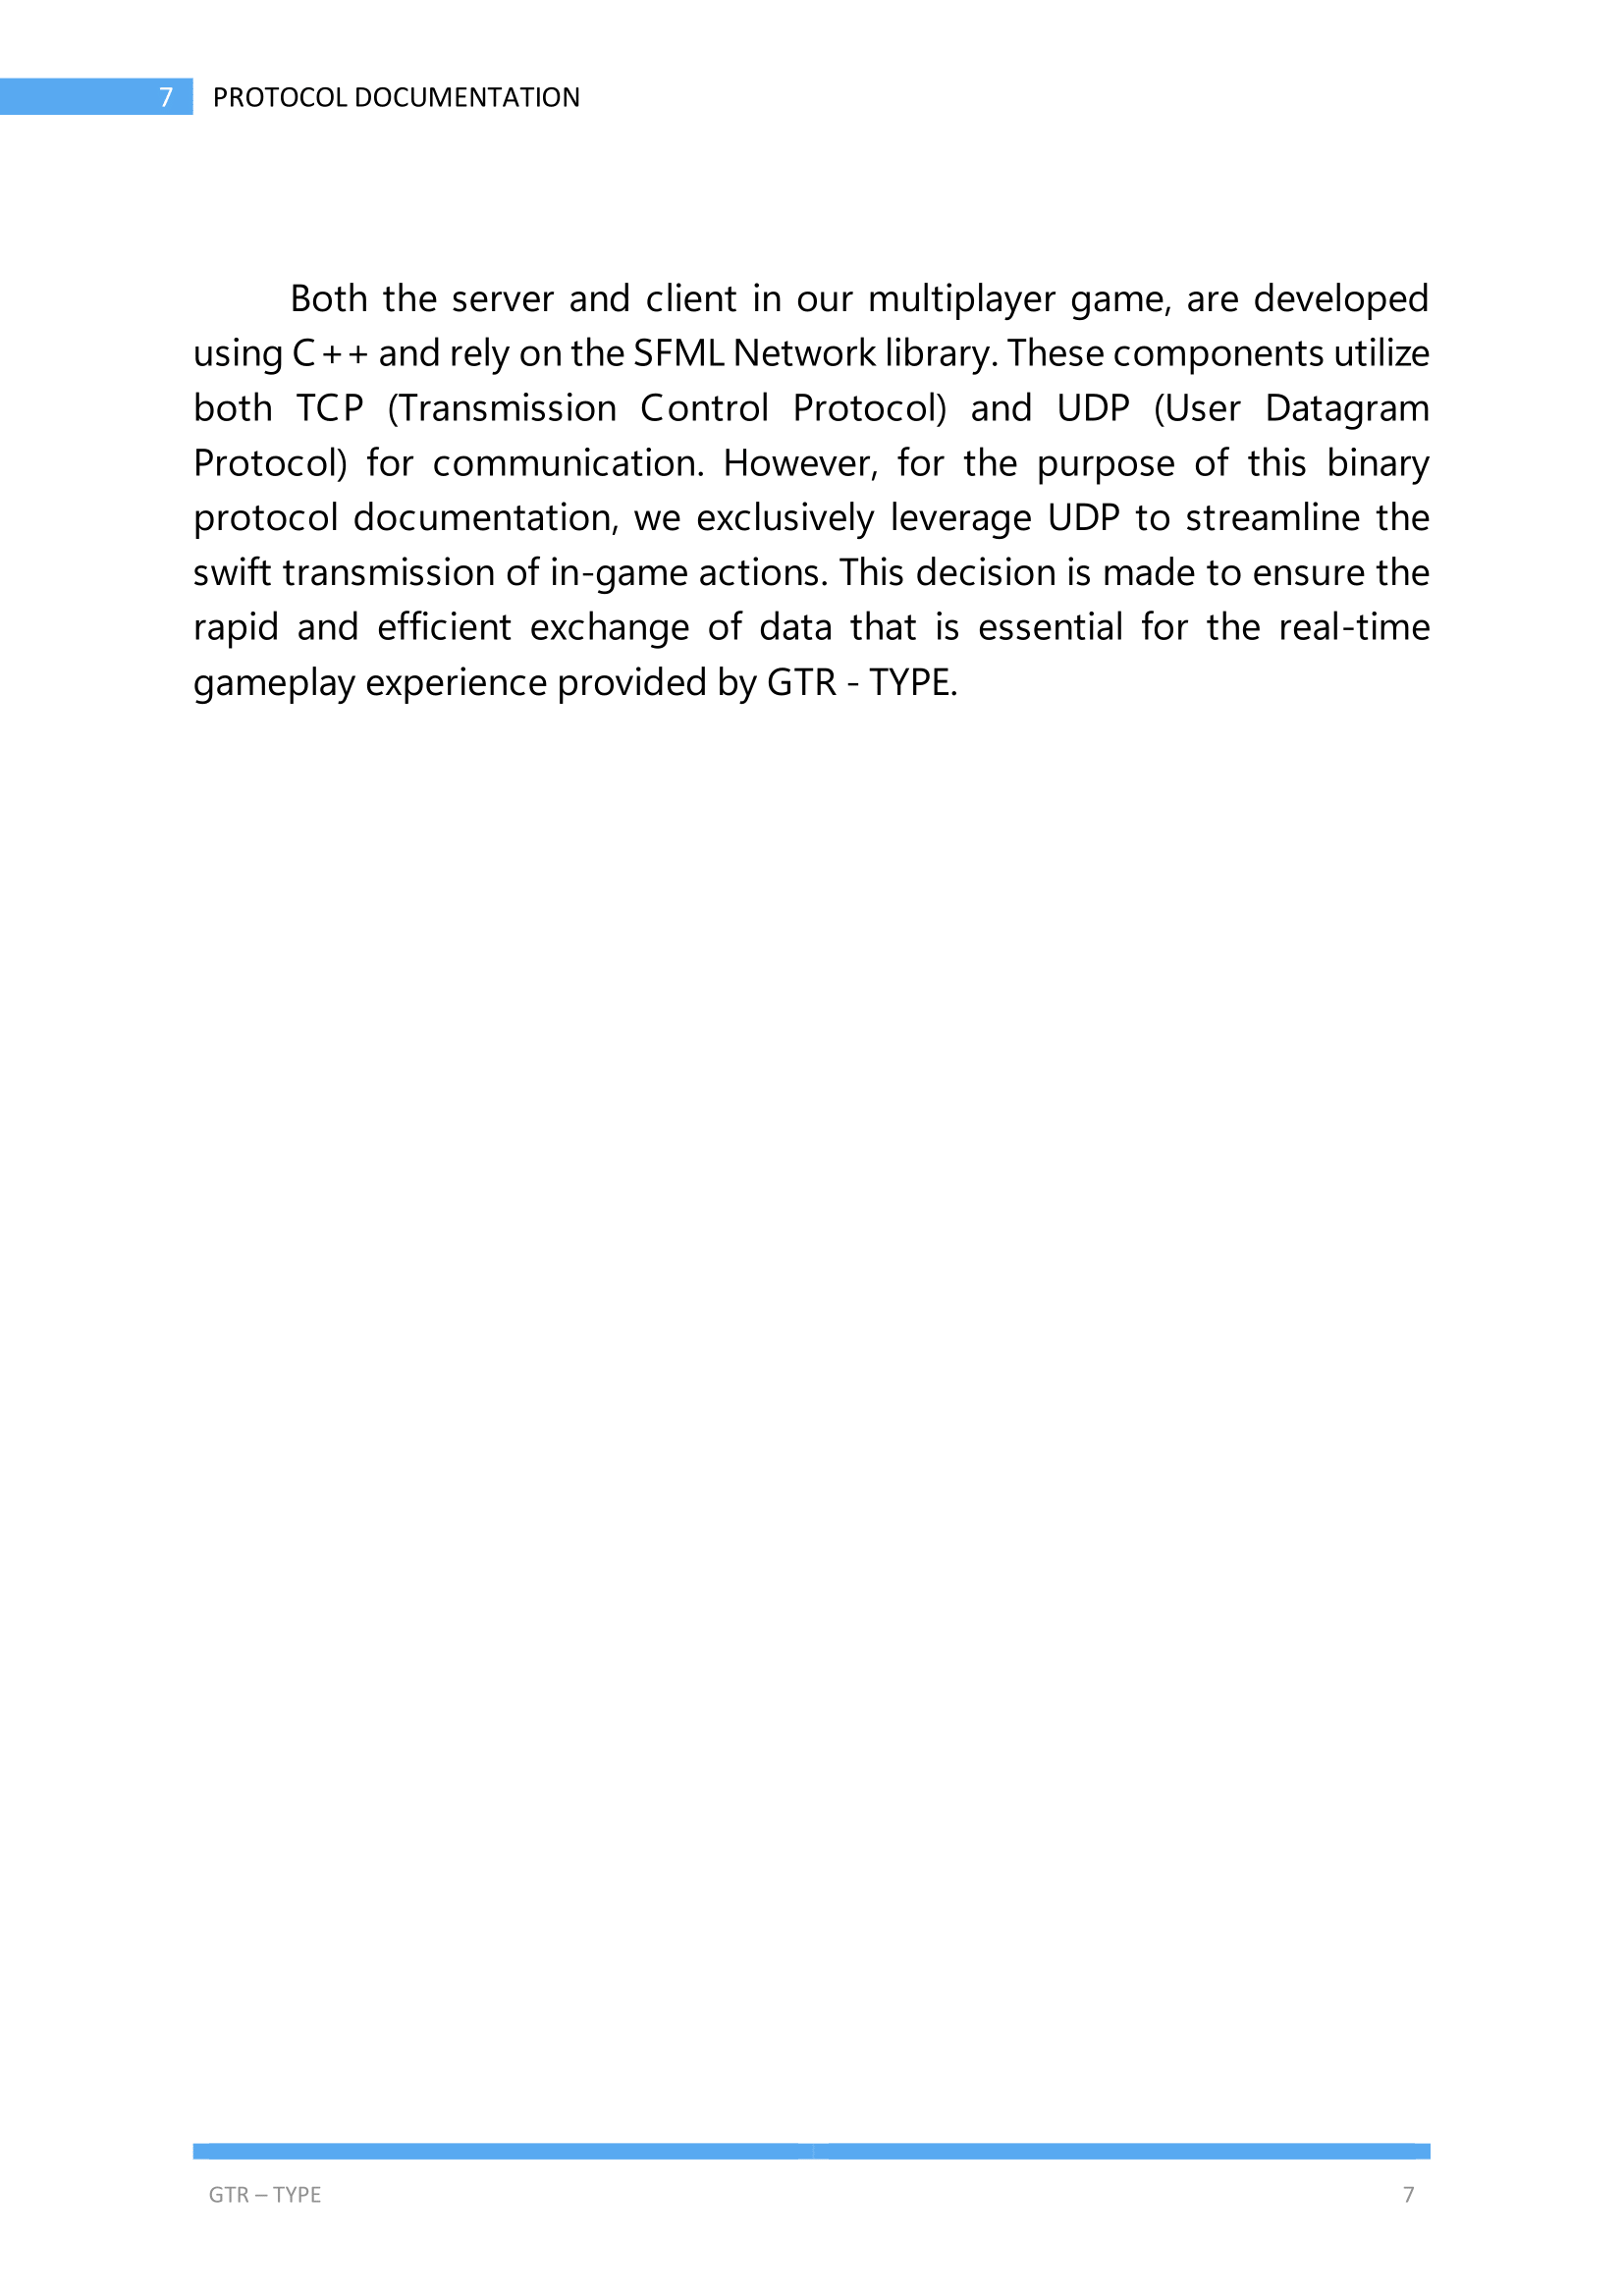 7 PROTOCOL DOCUMENTATION
Both the server and client in our multiplayer game, are developed
using C++ and rely on the SFML Network library. These components utilize
both TCP (Transmission Control Protocol) and UDP (User Datagram
Protocol) for communication. However, for the purpose of this binary
protocol documentation, we exclusively leverage UDP to streamline the
swift transmission of in-game actions. This decision is made to ensure the
rapid and efficient exchange of data that is essential for the real-time
gameplay experience provided by GTR - TYPE.
GTR – TYPE 7